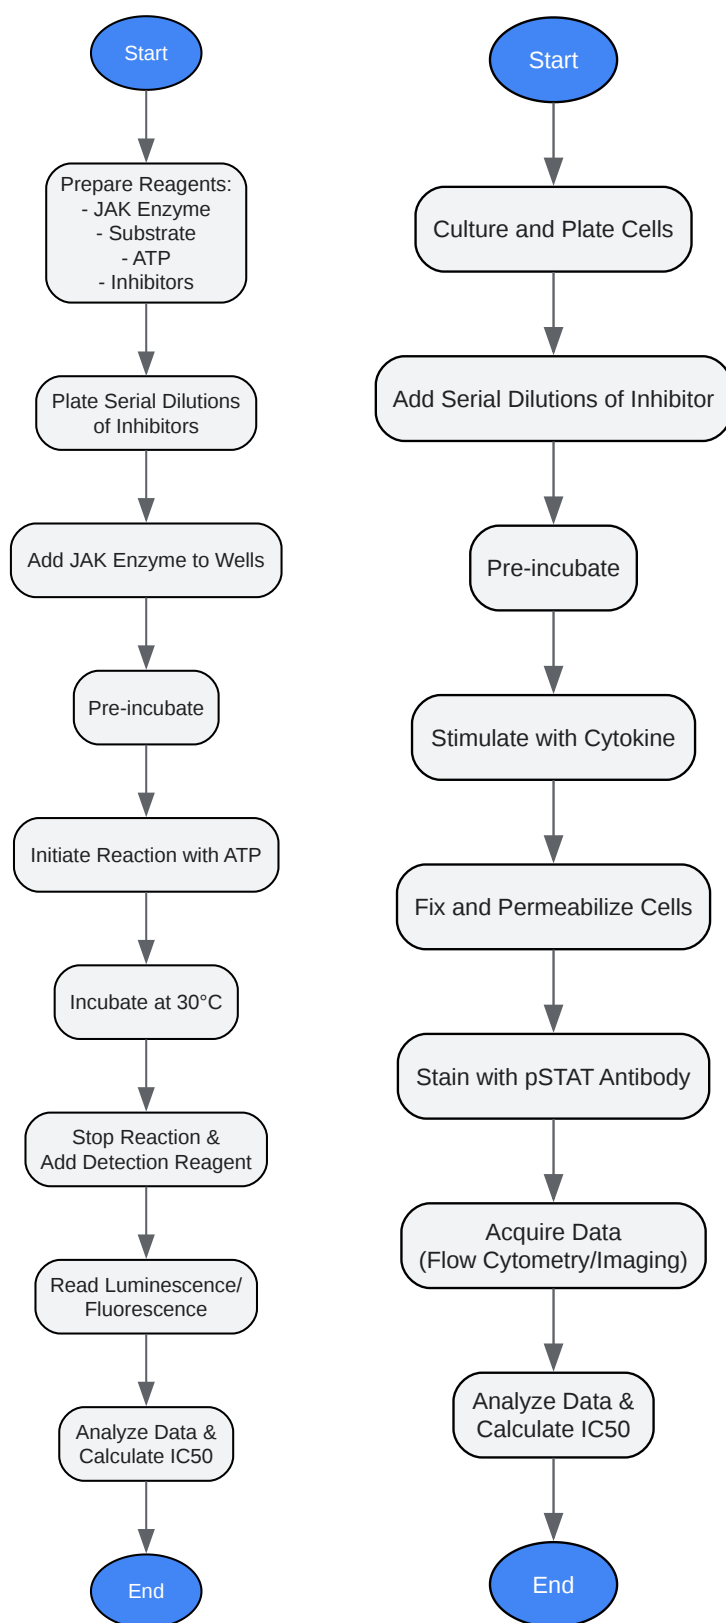 Start
Prepare Reagents:
- JAK Enzyme
- Substrate
- ATP
- Inhibitors
Plate Serial Dilutions
of Inhibitors
Add JAK Enzyme to Wells
Pre-incubate
Initiate Reaction with ATP
Incubate at 30°C
Stop Reaction &
Add Detection Reagent
Read Luminescence/
Fluorescence
Analyze Data &
Calculate IC50
End
Start
Culture and Plate Cells
Add Serial Dilutions of Inhibitor
Pre-incubate
Stimulate with Cytokine
Fix and Permeabilize Cells
Stain with pSTAT Antibody
Acquire Data
(Flow Cytometry/Imaging)
Analyze Data &
Calculate IC50
End